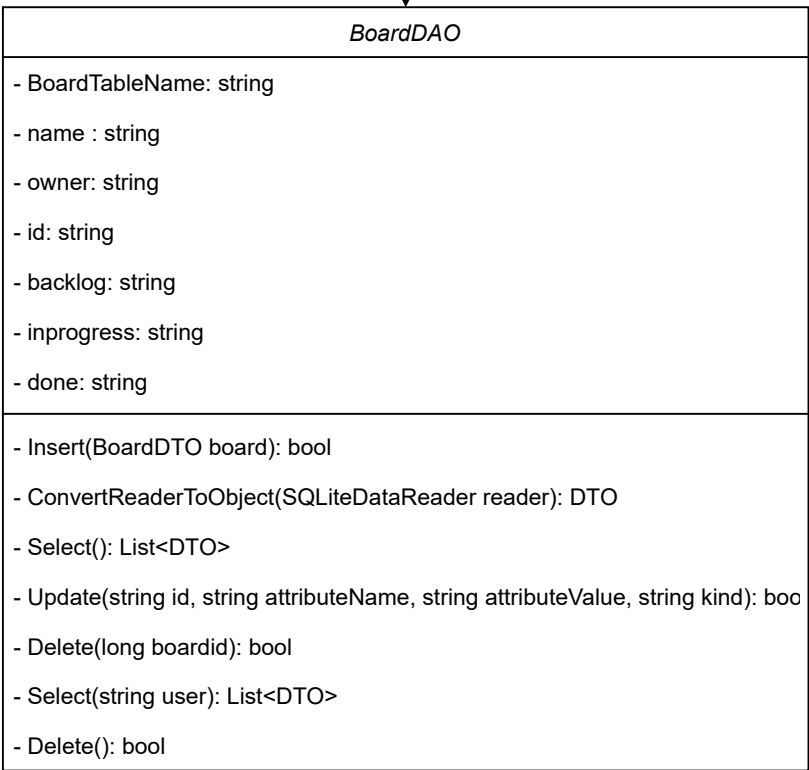 BoardDAO
- BoardTableName: string
- name : string
- owner: string
- id: string
- backlog: string
- inprogress: string
- done: string
- Insert(BoardDTO board): bool
- ConvertReaderToObject(SQLiteDataReader reader): DTO
- Select(): List<DTO>
- Update(string id, string attributeName, string attributeValue, string kind): boo
- Delete(long boardid): bool
- Select(string user): List<DTO>
- Delete(): bool